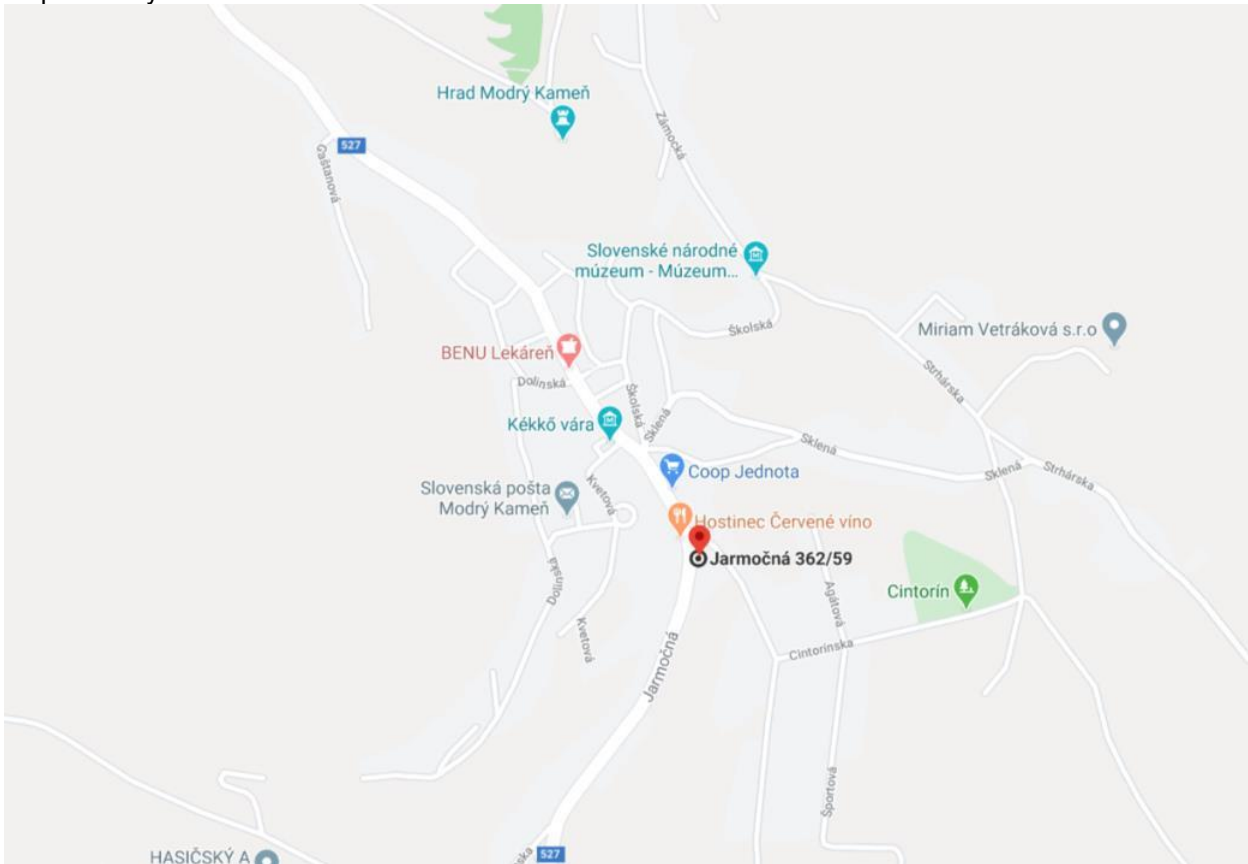 Hrad Modrý Kameň
527
Gaštanová
Zámocká
Slovenské národné
múzeum - Múzeum...
Školská
Miriam Vetráková s.r.o
BENU Lekáreň
Dolinská
Školská
Sklená
Strhárska
Kékkő vára
Sklená
Sklená
Strhárska
Coop Jednota
Slovenská pošta
Modrý Kameň
Kvetová
Hostinec Červené víno
Jarmočná 362/59
Dolinská
Agátová
Cintorín
Kvetová
Cintorínska
Jarmočná
Športová
527
HASIČSKÝ A